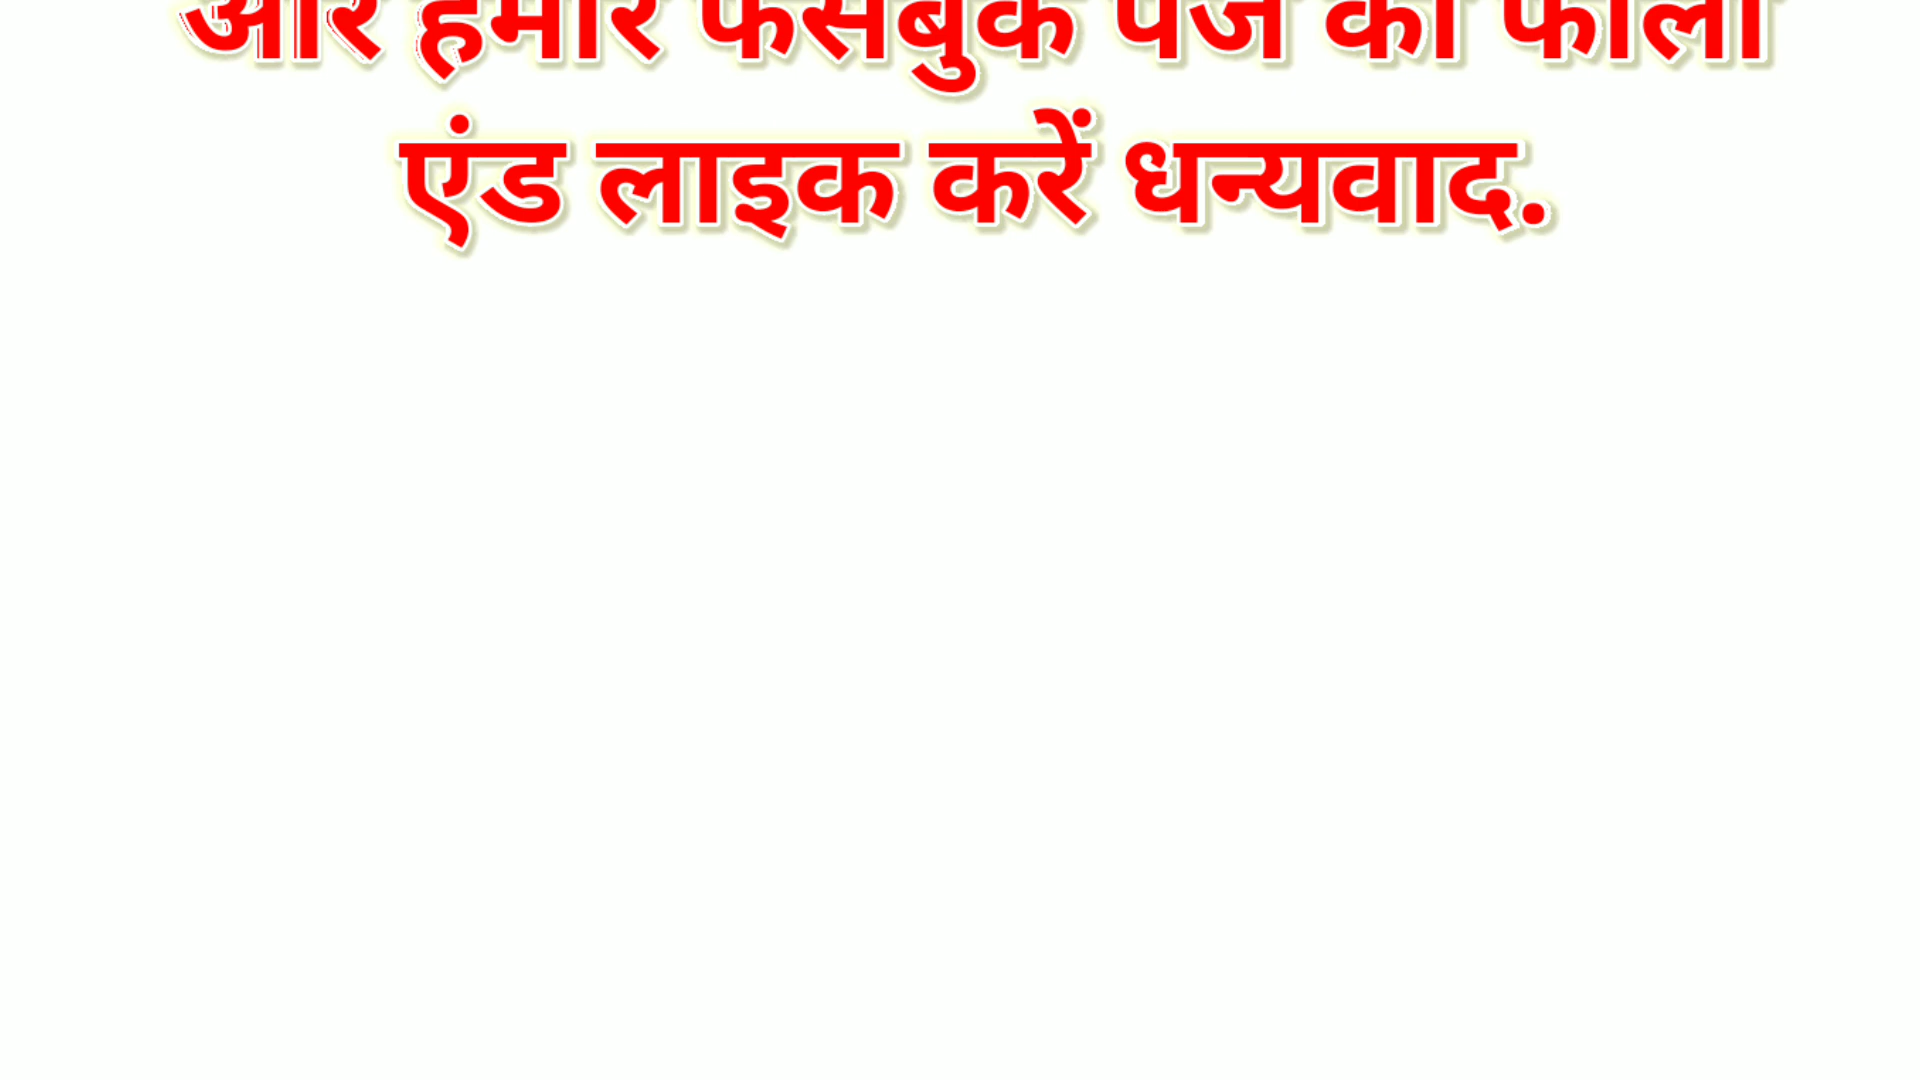 और हमारे फेसबुक पेज को फॉलो
एंड लाइक करें धन्यवाद.